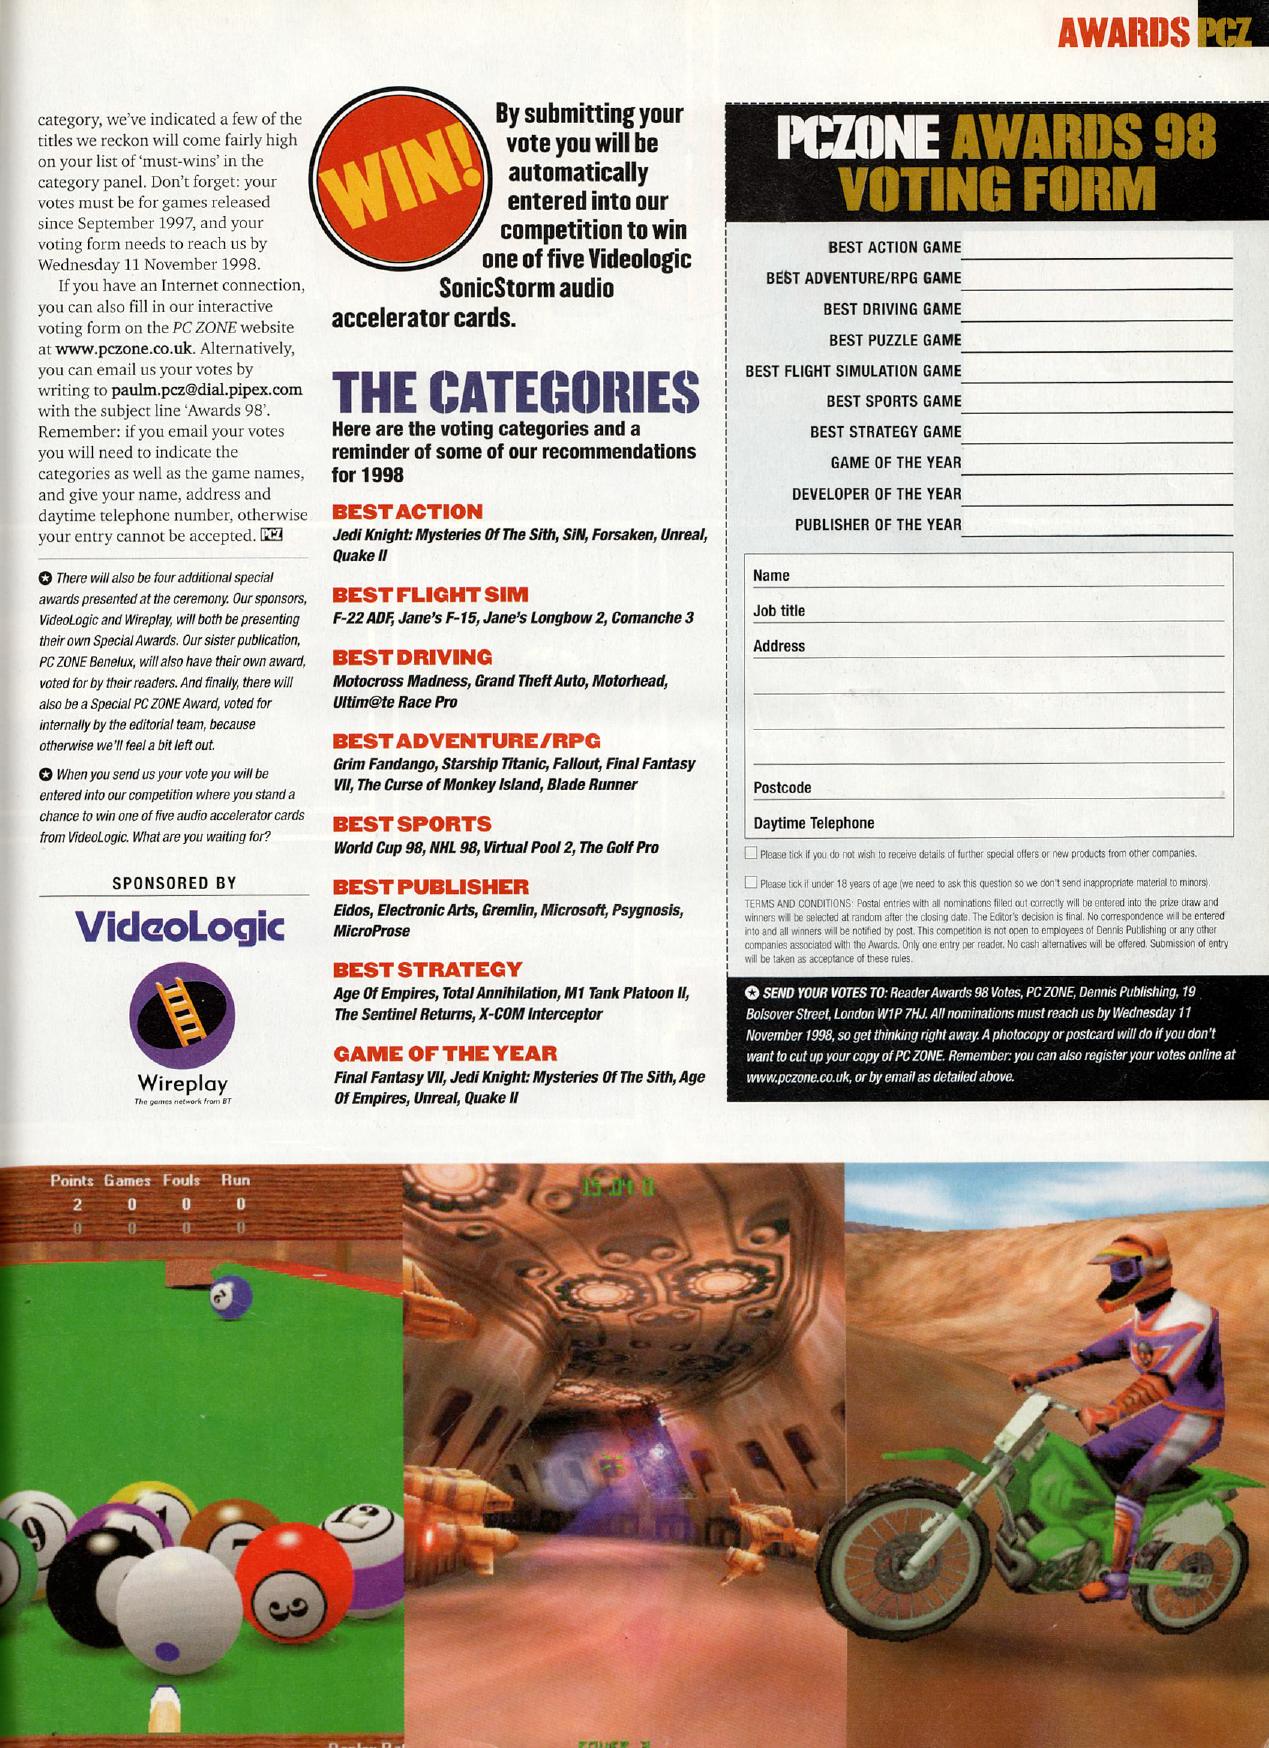 AWARDS PCZ
category, we've indicated a few of the
titles we reckon will come fairly high
on your list of 'must-wins' in the
category panel. Don't forget: your
votes must be for games released
since September 1997, and your
voting form needs to reach us by
Wednesday 11 November 1998.
If you have an Internet connection,
you can also fill in our interactive
voting form on the PC ZONE website
at www.pczone.co.uk. Alternatively,
you can email us your votes by
writing to paulm.pcz@dial.pipex.com
with the subject line 'Awards 98'.
Remember: if you email your votes
you will need to indicate the
categories as well as the game names,
and give your name, address and
daytime telephone number, otherwise
your entry cannot be accepted. PCZ
There will also be four additional special
awards presented at the ceremony. Our sponsors,
VideoLogic and Wireplay, will both be presenting
their own Special Awards. Our sister publication,
PC ZONE Benelux, will also have their own award,
voted for by their readers. And finally, there will
also be a Special PC ZONE Award, voted for
internally by the editorial team, because
otherwise we'll feel a bit left out.
When you send us your vote you will be
entered into our competition where you stand a
chance to win one of five audio accelerator cards
from VideoLogic. What are you waiting for?
SPONSORED BY
VideoLogic
Wireplay
The games network from BT
WIN!
By submitting your
vote you will be
automatically
entered into our
competition to win
one of five Videologic
SonicStorm audio
accelerator cards.
THE CATEGORIES
Here are the voting categories and a
reminder of some of our recommendations
for 1998
BEST ACTION
Jedi Knight: Mysteries Of The Sith, SiN, Forsaken, Unreal,
Quake II
BEST FLIGHT SIM
F-22 ADF, Jane's F-15, Jane's Longbow 2, Comanche 3
BEST DRIVING
Motocross Madness, Grand Theft Auto, Motorhead,
Ultim@te Race Pro
BEST ADVENTURE/RPG
Grim Fandango, Starship Titanic, Fallout, Final Fantasy
VII, The Curse of Monkey Island, Blade Runner
BEST SPORTS
World Cup 98, NHL 98, Virtual Pool 2, The Golf Pro
BEST PUBLISHER
Eidos, Electronic Arts, Gremlin, Microsoft, Psygnosis,
MicroProse
BEST STRATEGY
Age Of Empires, Total Annihilation, M1 Tank Platoon II,
The Sentinel Returns, X-COM Interceptor
GAME OF THE YEAR
Final Fantasy VII, Jedi Knight: Mysteries Of The Sith, Age
Of Empires, Unreal, Quake II
PCZONE AWARDS 98
VOTING FORM
BEST ACTION GAME
BEST ADVENTURE/RPG GAME
BEST DRIVING GAME
BEST PUZZLE GAME
BEST FLIGHT SIMULATION GAME
BEST SPORTS GAME
BEST STRATEGY GAME
GAME OF THE YEAR
DEVELOPER OF THE YEAR
PUBLISHER OF THE YEAR
Name
Job title
Address
Postcode
Daytime Telephone
Please tick if you do not wish to receive details of further special offers or new products from other companies.
Please tick if under 18 years of age (we need to ask this question so we don't send inappropriate material to minors).
TERMS AND CONDITIONS: Postal entries with all nominations filled out correctly will be entered into the prize draw and
winners will be selected at random after the closing date. The Editor's decision is final. No correspondence will be entered
into and all winners will be notified by post. This competition is not open to employees of Dennis Publishing or any other
companies associated with the Awards. Only one entry per reader. No cash alternatives will be offered. Submission of entry
will be taken as acceptance of these rules.
SEND YOUR VOTES TO: Reader Awards 98 Votes, PC ZONE, Dennis Publishing, 19
Bolsover Street, London W1P 7HJ. All nominations must reach us by Wednesday 11
November 1998, so get thinking right away. A photocopy or postcard will do if you don't
want to cut up your copy of PC ZONE. Remember: you can also register your votes online at
www.pczone.co.uk, or by email as detailed above.
Points Games Fouls Run
2 0 0 0
0 0 0 0
2
9
1
7
12
3